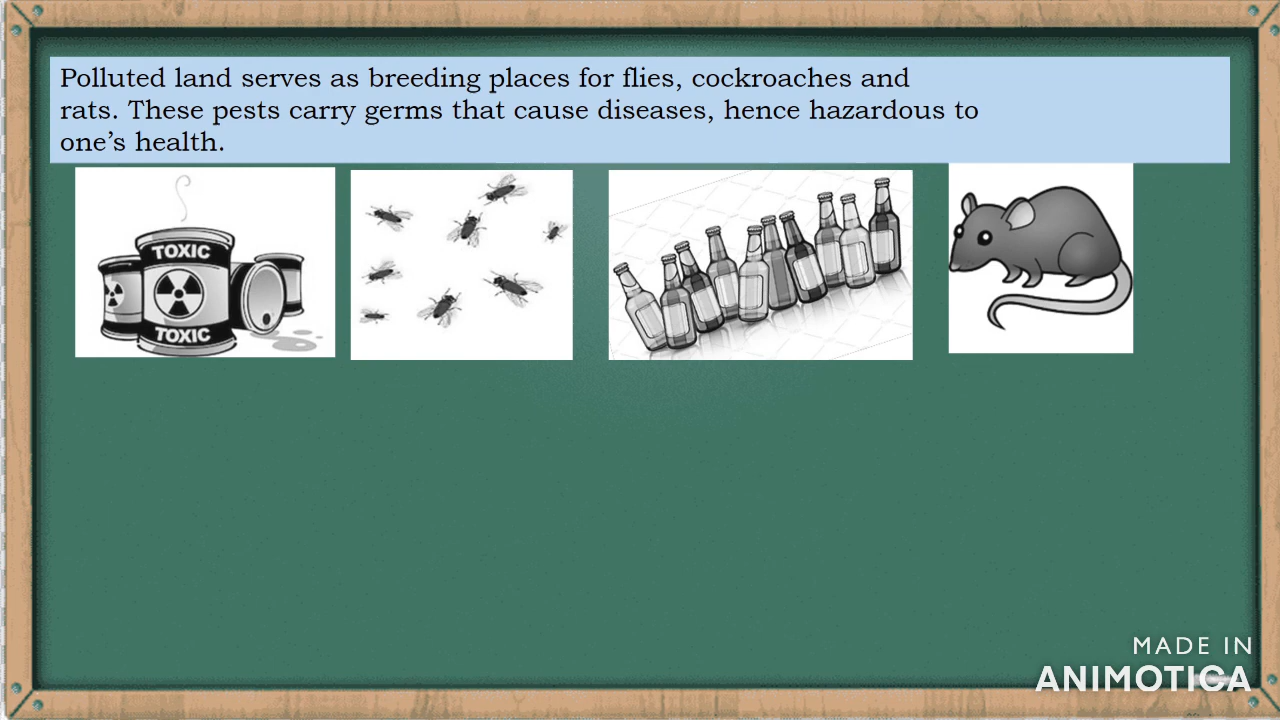 Polluted land serves as breeding places for flies, cockroaches and
rats. These pests carry germs that cause diseases, hence hazardous to
one’s health.
TOXIC
TOXIC
MADE IN
ANIMOTICA